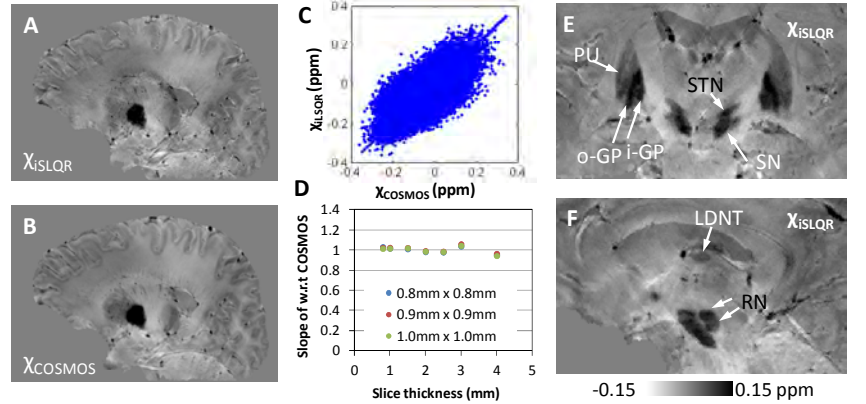 A
χiSLQR
B
χCOSMOS
C
0.4
0.2
0
-0.2
-0.4
-0.4
-0.2
0
0.2
0.4
χiLSQR (ppm)
χCOSMOS (ppm)
D
1.4
1.2
1
0.8
0.6
0.4
0.2
0
0
1
2
3
4
5
Slope of w.r.t COSMOS
0.8mm x 0.8mm
0.9mm x 0.9mm
1.0mm x 1.0mm
Slice thickness (mm)
E
χiSLQR
PU
STN
o-GP
i-GP
SN
F
χiSLQR
LDNT
RN
-0.15
0.15 ppm